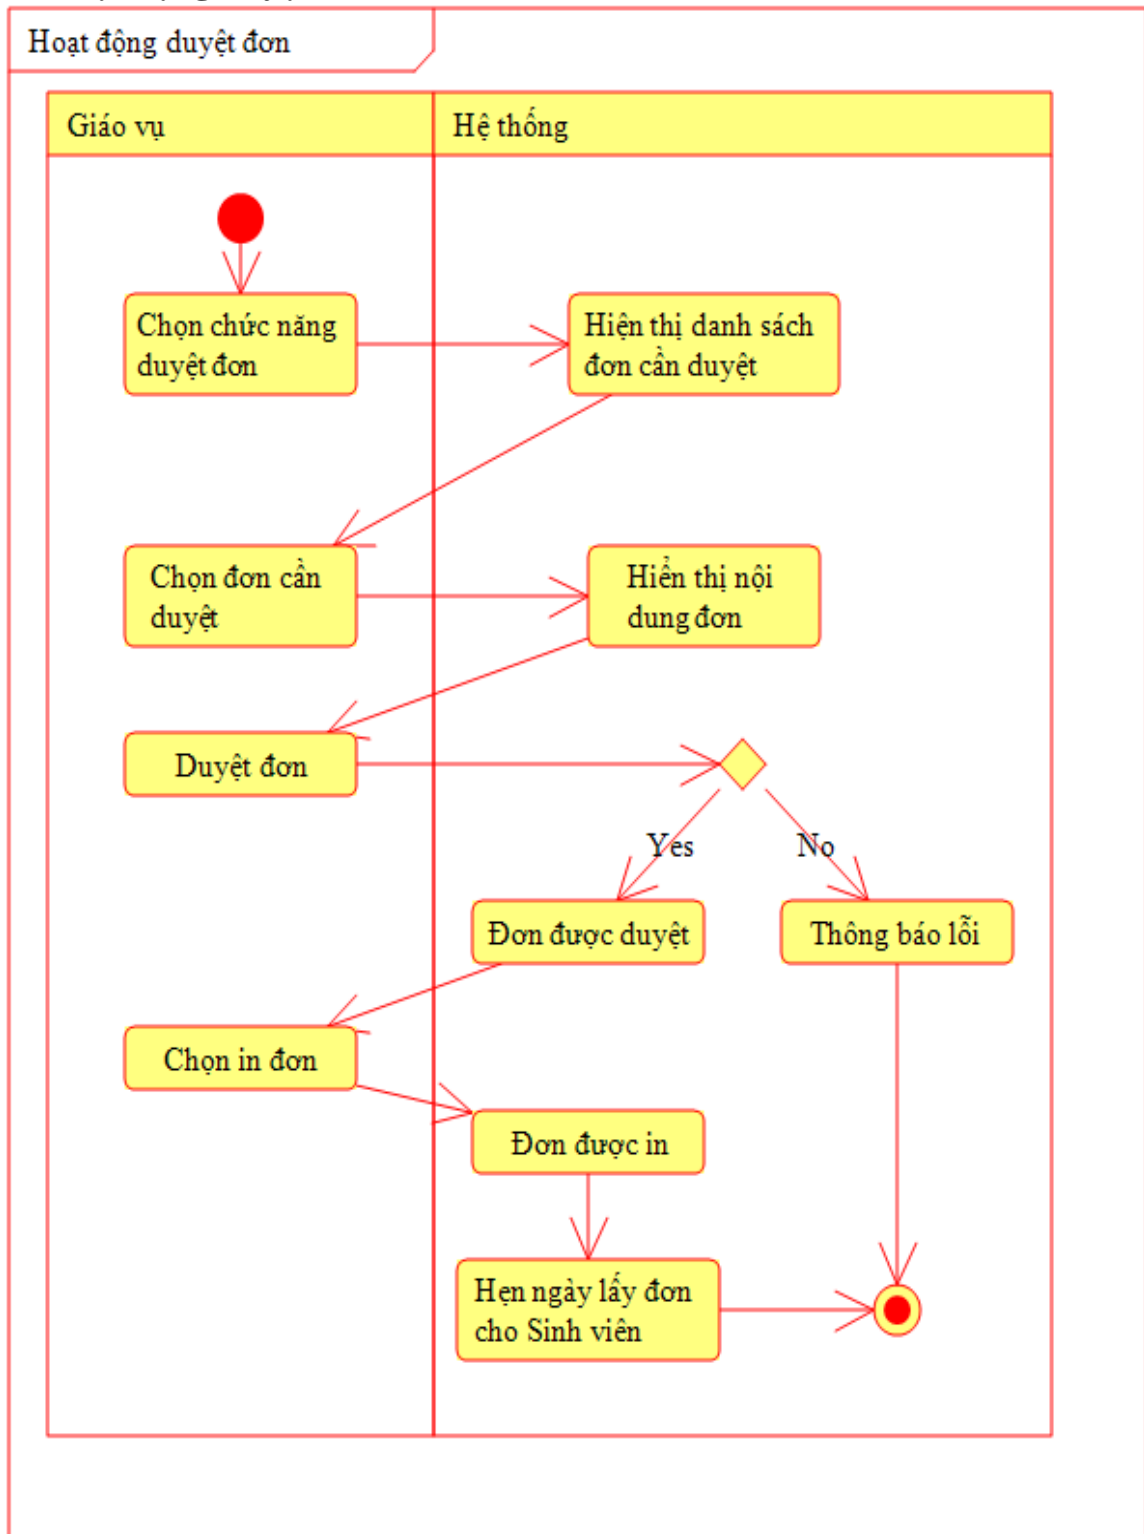 Hoạt động duyệt đơn
Giáo vụ
Hệ thống
Chọn chức năng
duyệt đơn
Hiện thị danh sách
đơn cần duyệt
Chọn đơn cần
duyệt
Hiển thị nội
dung đơn
Duyệt đơn
Yes
No
Đơn được duyệt
Thông báo lỗi
Chọn in đơn
Đơn được in
Hẹn ngày lấy đơn
cho Sinh viên